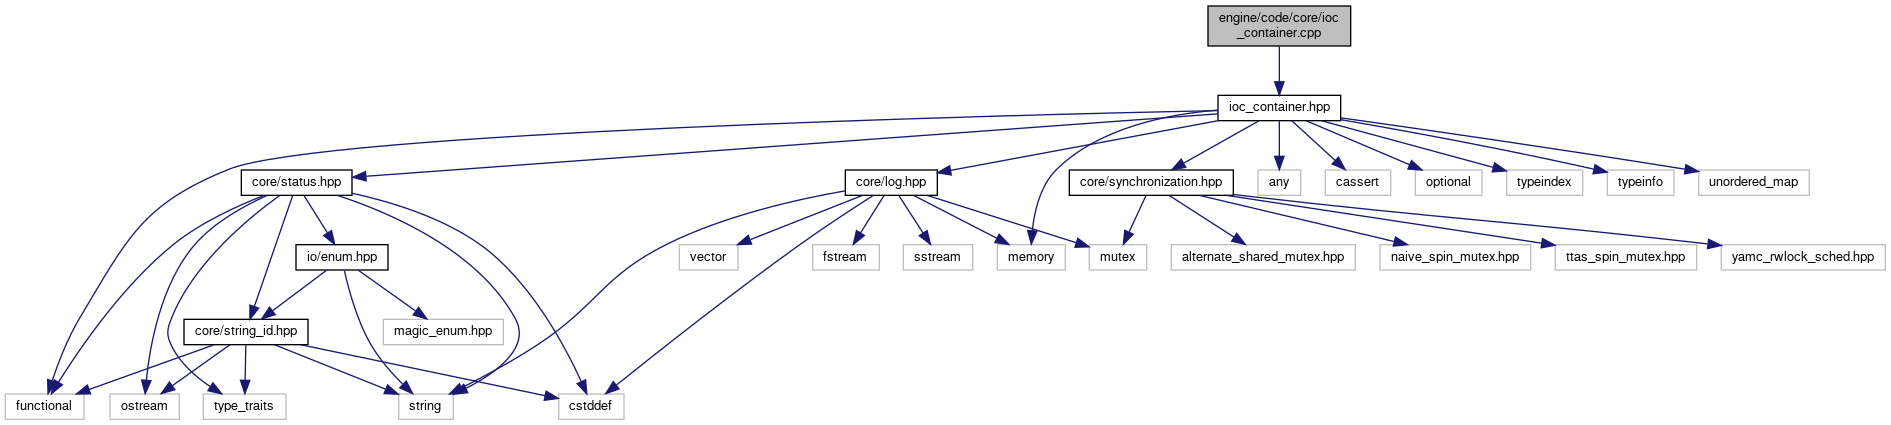 engine/code/core/ioc
_container.cpp
ioc_container.hpp
core/status.hpp
core/log.hpp
core/synchronization.hpp
any
cassert
optional
typeindex
typeinfo
unordered_map
io/enum.hpp
vector
fstream
sstream
memory
mutex
alternate_shared_mutex.hpp
naive_spin_mutex.hpp
ttas_spin_mutex.hpp
yamc_rwlock_sched.hpp
core/string_id.hpp
magic_enum.hpp
functional
ostream
type_traits
string
cstddef